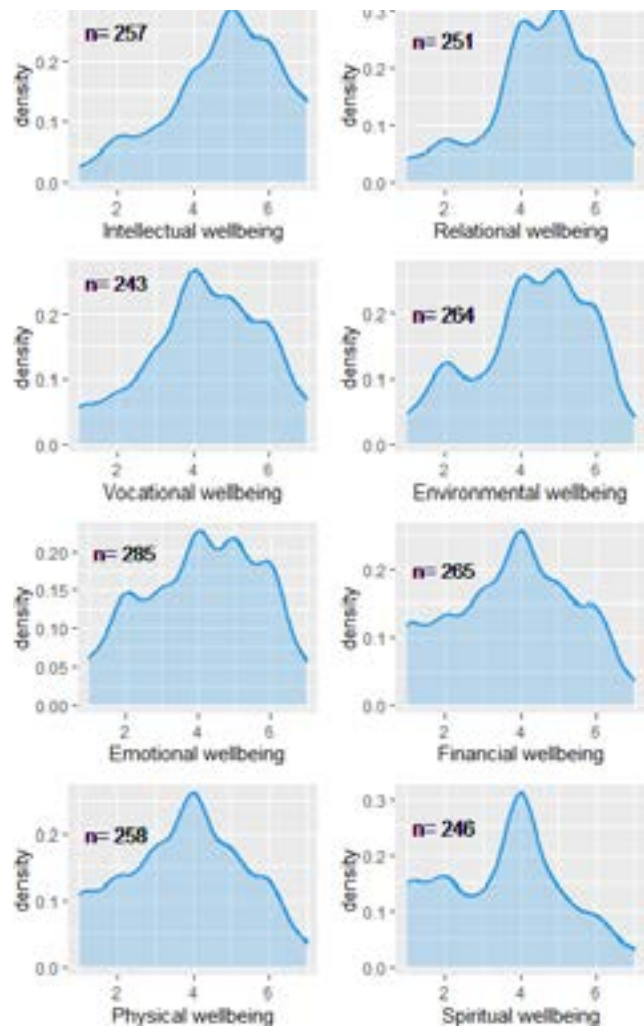 n= 257
density
0.2
0.1
0.0
2 4 6
Intellectual wellbeing
n= 251
density
0.3
0.2
0.1
0.0
2 4 6
Relational wellbeing
n= 243
density
0.2
0.1
0.0
2 4 6
Vocational wellbeing
n= 264
density
0.2
0.1
0.0
2 4 6
Environmental wellbeing
n= 285
density
0.20
0.15
0.10
0.05
0.00
2 4 6
Emotional wellbeing
n= 265
density
0.2
0.1
0.0
2 4 6
Financial wellbeing
n= 258
density
0.2
0.1
0.0
2 4 6
Physical wellbeing
n= 246
density
0.3
0.2
0.1
0.0
2 4 6
Spiritual wellbeing